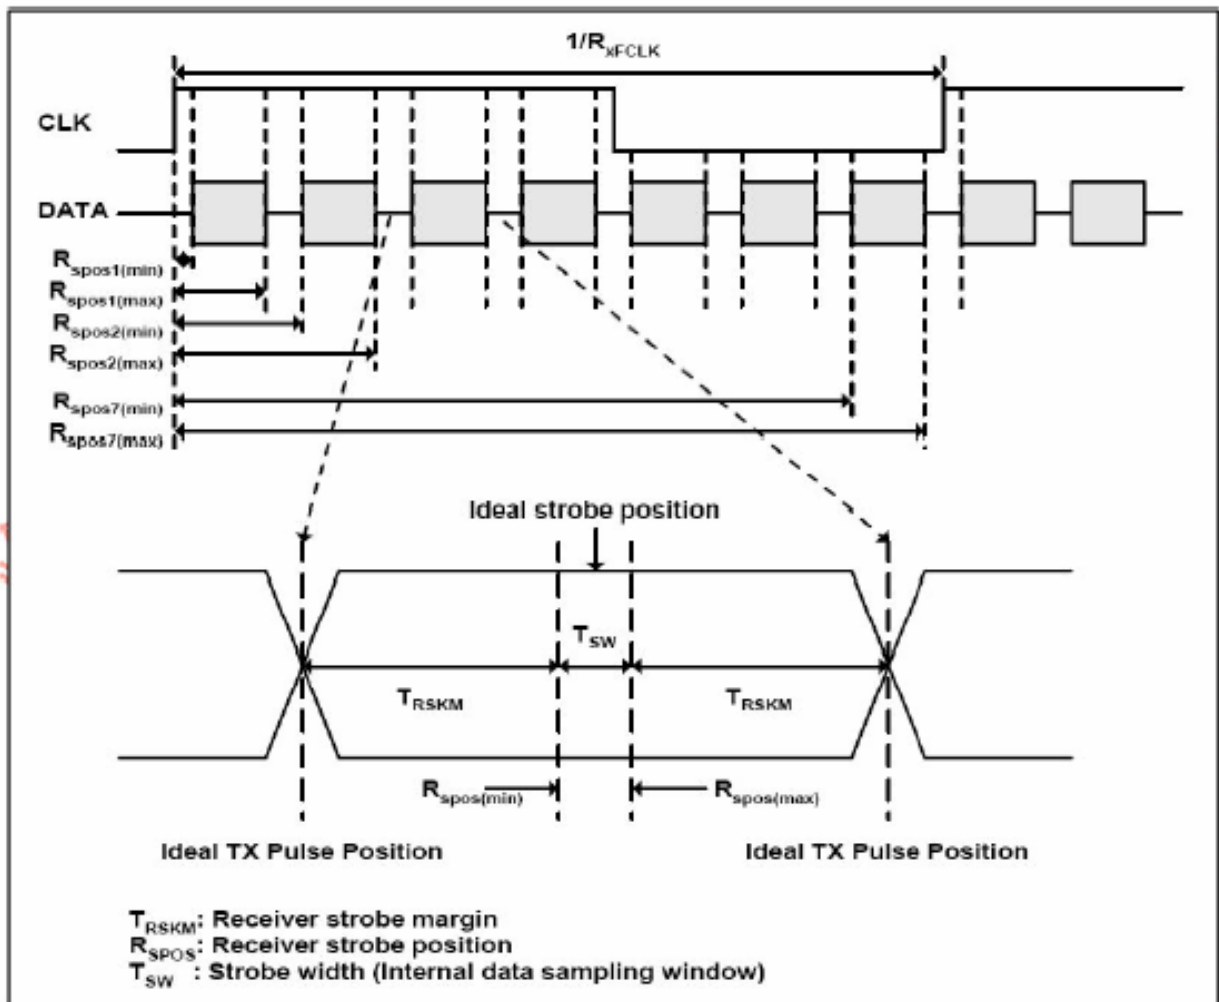 1/RxFCLK
CLK
DATA
Rspos1(min)
Rspos1(max)
Rspos2(min)
Rspos2(max)
Rspos7(min)
Rspos7(max)
Ideal strobe position
TSW
TRSKM TRSKM
Rspos(min) Rspos(max)
Ideal TX Pulse Position Ideal TX Pulse Position
TRSKM: Receiver strobe margin
RSPOS: Receiver strobe position
TSW : Strobe width (Internal data sampling window)